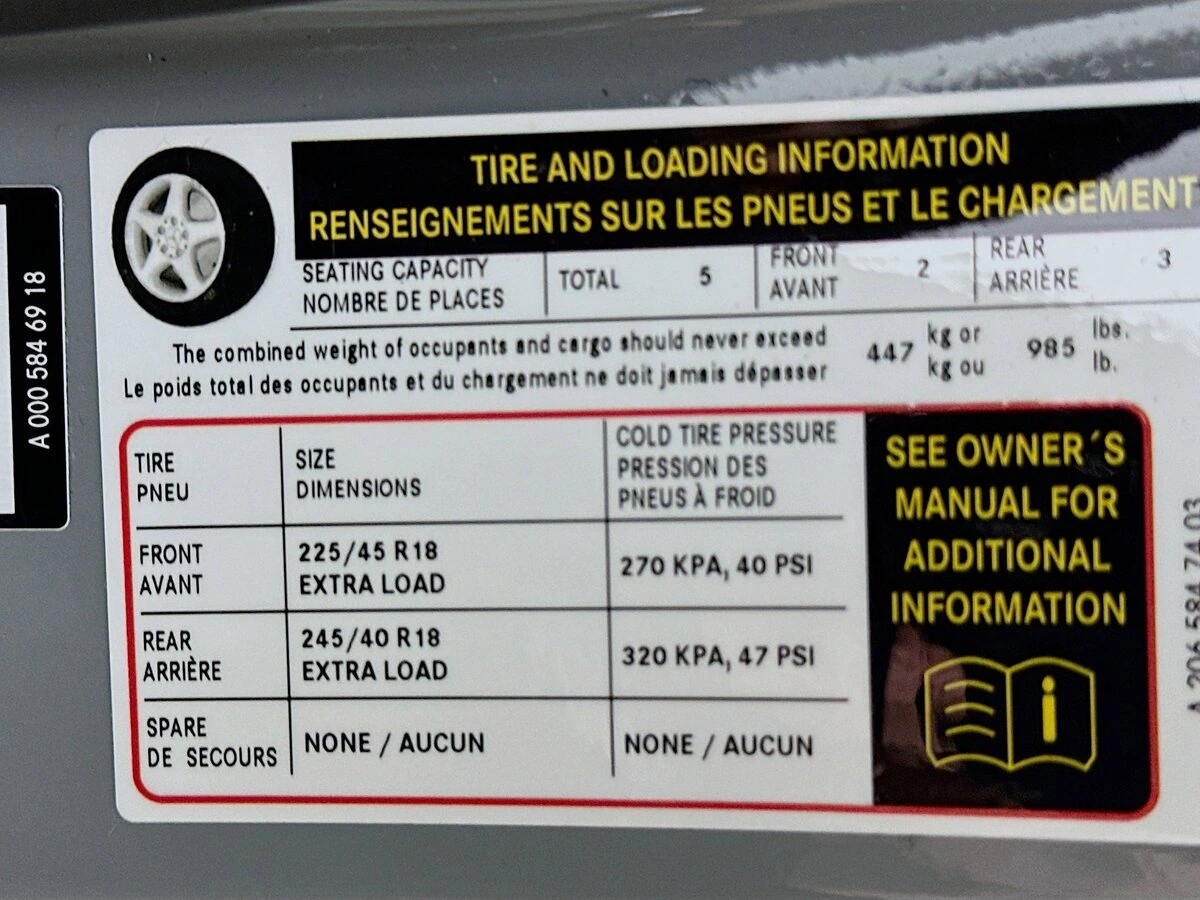 TIRE AND LOADING INFORMATION
RENSEIGNEMENTS SUR LES PNEUS ET LE CHARGEMENT
SEATING CAPACITY
NOMBRE DE PLACES
TOTAL 5
FRONT
AVANT
2
REAR
ARRIÈRE
3
The combined weight of occupants and cargo should never exceed
Le poids total des occupants et du chargement ne doit jamais dépasser
447
kg or
kg ou
985
lbs.
lb.
TIRE
PNEU
SIZE
DIMENSIONS
COLD TIRE PRESSURE
PRESSION DES
PNEUS À FROID
FRONT
AVANT
225/45 R18
EXTRA LOAD
270 KPA, 40 PSI
REAR
ARRIÈRE
245/40 R18
EXTRA LOAD
320 KPA, 47 PSI
SPARE
DE SECOURS
NONE / AUCUN
NONE / AUCUN
SEE OWNER´S
MANUAL FOR
ADDITIONAL
INFORMATION
A 000 584 69 18
A 206 584 74 03